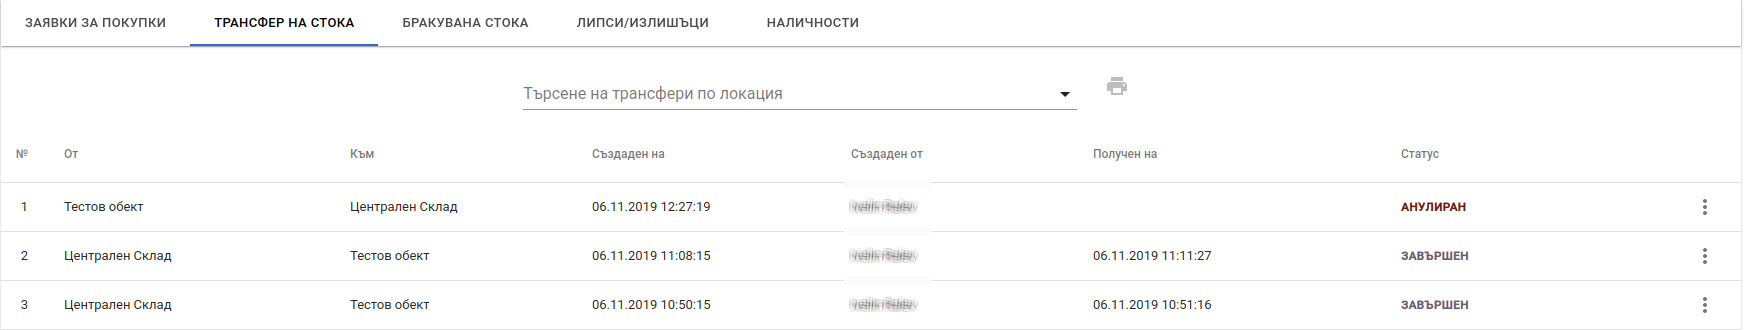 ЗАЯВКИ ЗА ПОКУПКИ ТРАНСФЕР НА СТОКА БРАКУВАНА СТОКА ЛИПСИ/ИЗЛИШЪЦИ НАЛИЧНОСТИ
Търсене на трансфери по локация
№ От Към Създаден на Създаден от Получен на Статус
1 Тестов обект Централен Склад 06.11.2019 12:27:19 АНУЛИРАН
2 Централен Склад Тестов обект 06.11.2019 11:08:15 06.11.2019 11:11:27 ЗАВЪРШЕН
3 Централен Склад Тестов обект 06.11.2019 10:50:15 06.11.2019 10:51:16 ЗАВЪРШЕН